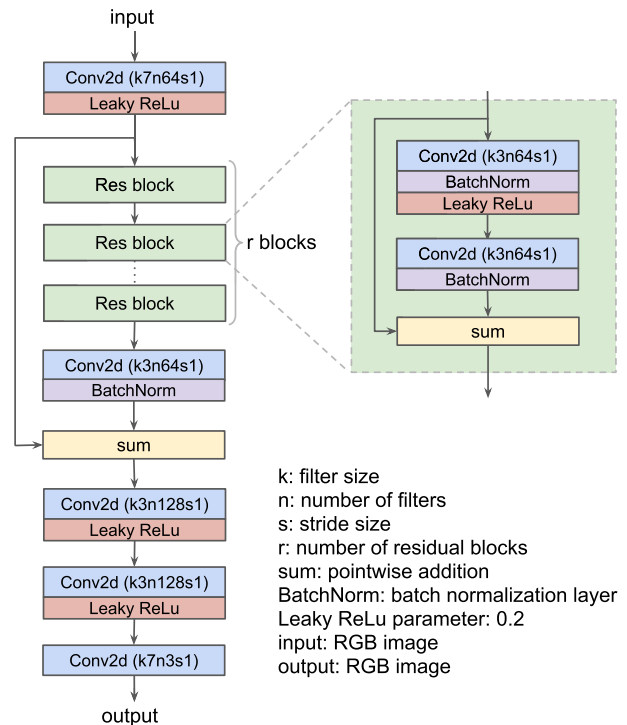 input
Conv2d (k7n64s1)
Leaky ReLu
Res block
Res block
Res block
r blocks
Conv2d (k3n64s1)
BatchNorm
sum
Conv2d (k3n128s1)
Leaky ReLu
Conv2d (k3n128s1)
Leaky ReLu
Conv2d (k7n3s1)
output
Conv2d (k3n64s1)
BatchNorm
Leaky ReLu
Conv2d (k3n64s1)
BatchNorm
sum
k: filter size
n: number of filters
s: stride size
r: number of residual blocks
sum: pointwise addition
BatchNorm: batch normalization layer
Leaky ReLu parameter: 0.2
input: RGB image
output: RGB image